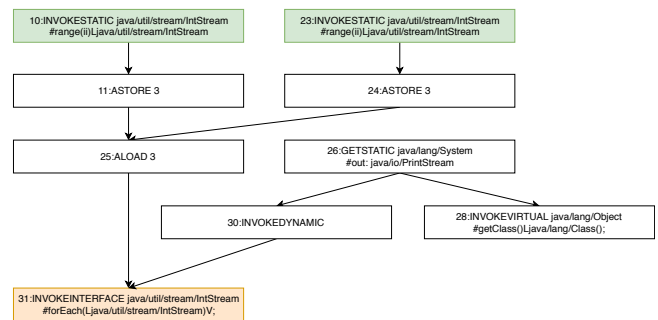 10:INVOKESTATIC java/util/stream/IntStream
#range(ii)Ljava/util/stream/IntStream
23:INVOKESTATIC java/util/stream/IntStream
#range(ii)Ljava/util/stream/IntStream
11:ASTORE 3
24:ASTORE 3
25:ALOAD 3
26:GETSTATIC java/lang/System
#out: java/io/PrintStream
30:INVOKEDYNAMIC
28:INVOKEVIRTUAL java/lang/Object
#getClass()Ljava/lang/Class();
31:INVOKEINTERFACE java/util/stream/IntStream
#forEach(Ljava/util/stream/IntStream)V;